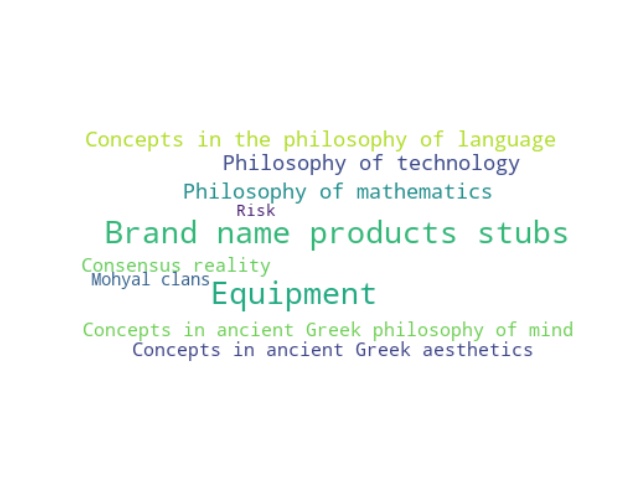 Concepts in the philosophy of language
Philosophy of technology
Philosophy of mathematics
Risk
Brand name products stubs
Consensus reality
Mohyal clans
Equipment
Concepts in ancient Greek philosophy of mind
Concepts in ancient Greek aesthetics